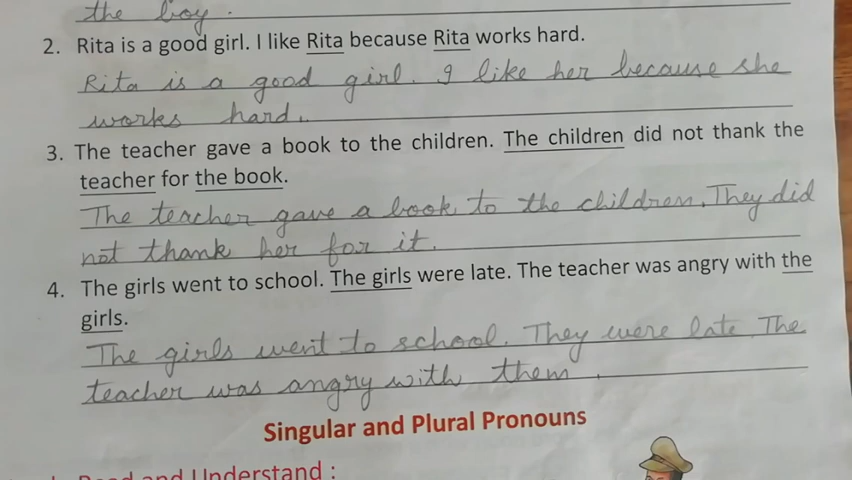 the boy.
2. Rita is a good girl. I like Rita because Rita works hard.
Rita is a good girl. I like her because she
works hard.
3. The teacher gave a book to the children. The children did not thank the
teacher for the book.
The teacher gave a book to the children. They did
not thank her for it.
4. The girls went to school. The girls were late. The teacher was angry with the
girls.
The girls went to school. They were late. The
teacher was angry with them.
Singular and Plural Pronouns
Read and Understand :